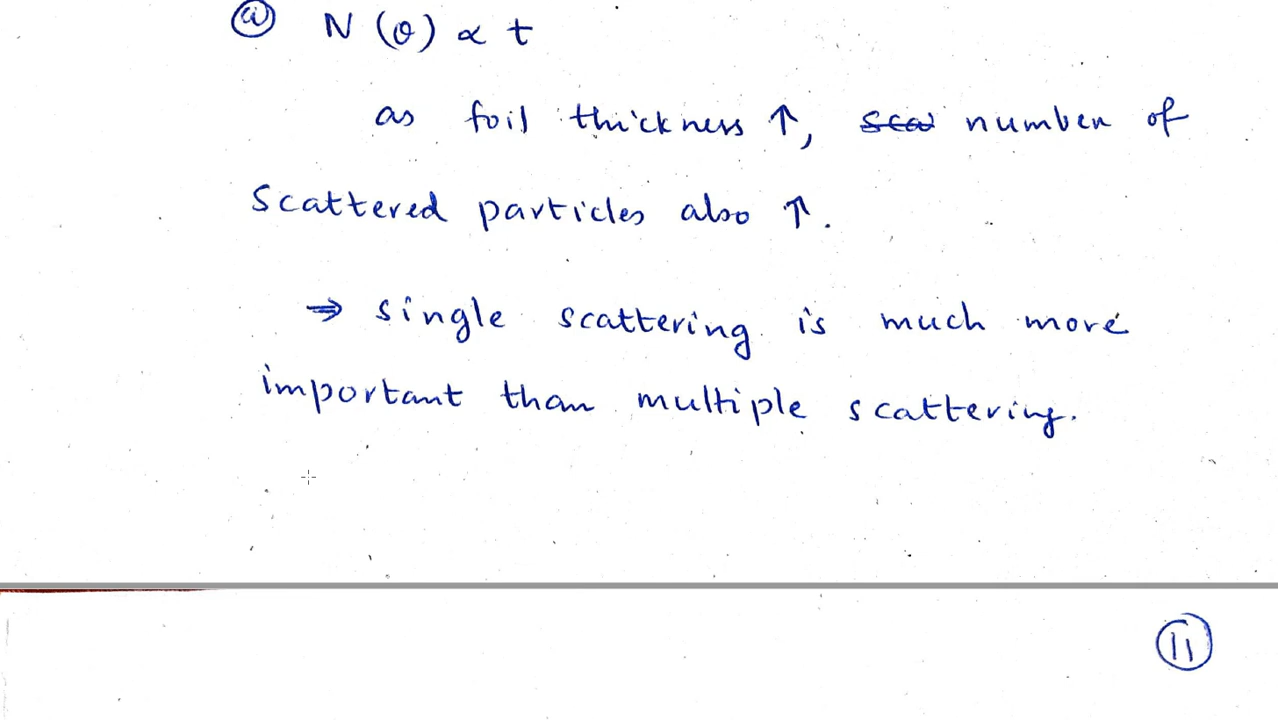 ⓐ N (θ) ∝ t
as foil thickness ↑, number of
scattered particles also ↑.
⇒ single scattering is much more
important than multiple scattering.
11